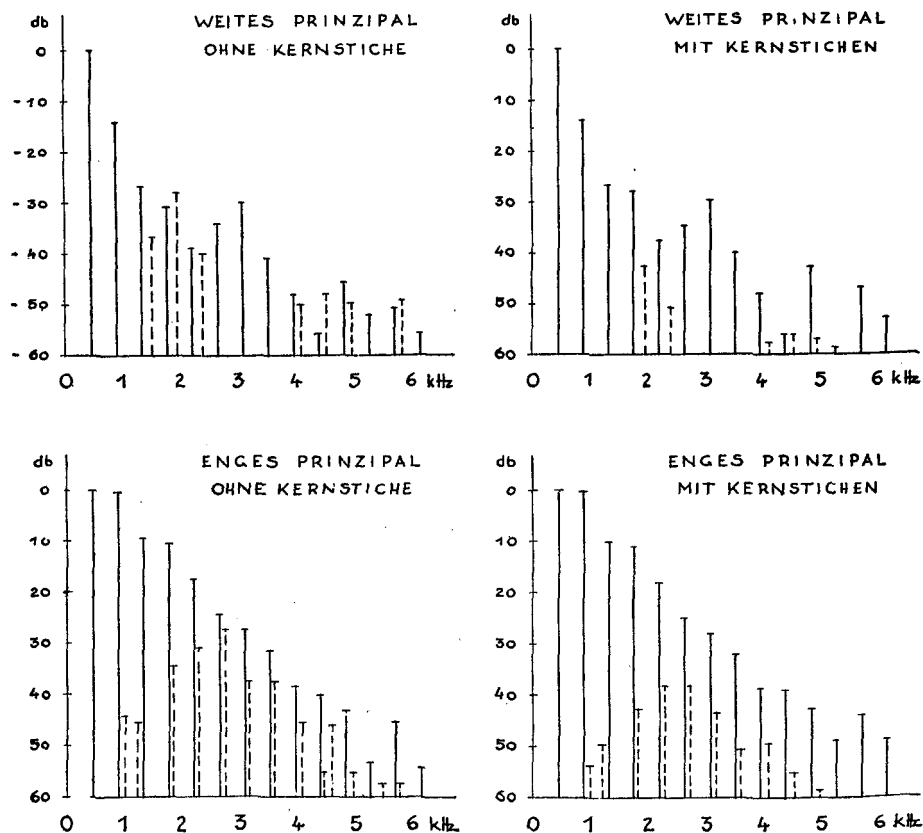 db WEITES PRINZIPAL
OHNE KERNSTICHE
0
- 10
- 20
- 30
- 40
- 50
- 60
0 1 2 3 4 5 6 kHz
db WEITES PRINZIPAL
MIT KERNSTICHEN
0
10
20
30
40
50
60
0 1 2 3 4 5 6 kHz
db ENGES PRINZIPAL
OHNE KERNSTICHE
0
10
20
30
40
50
60
0 1 2 3 4 5 6 kHz
db ENGES PRINZIPAL
MIT KERNSTICHEN
0
10
20
30
40
50
60
0 1 2 3 4 5 6 kHz